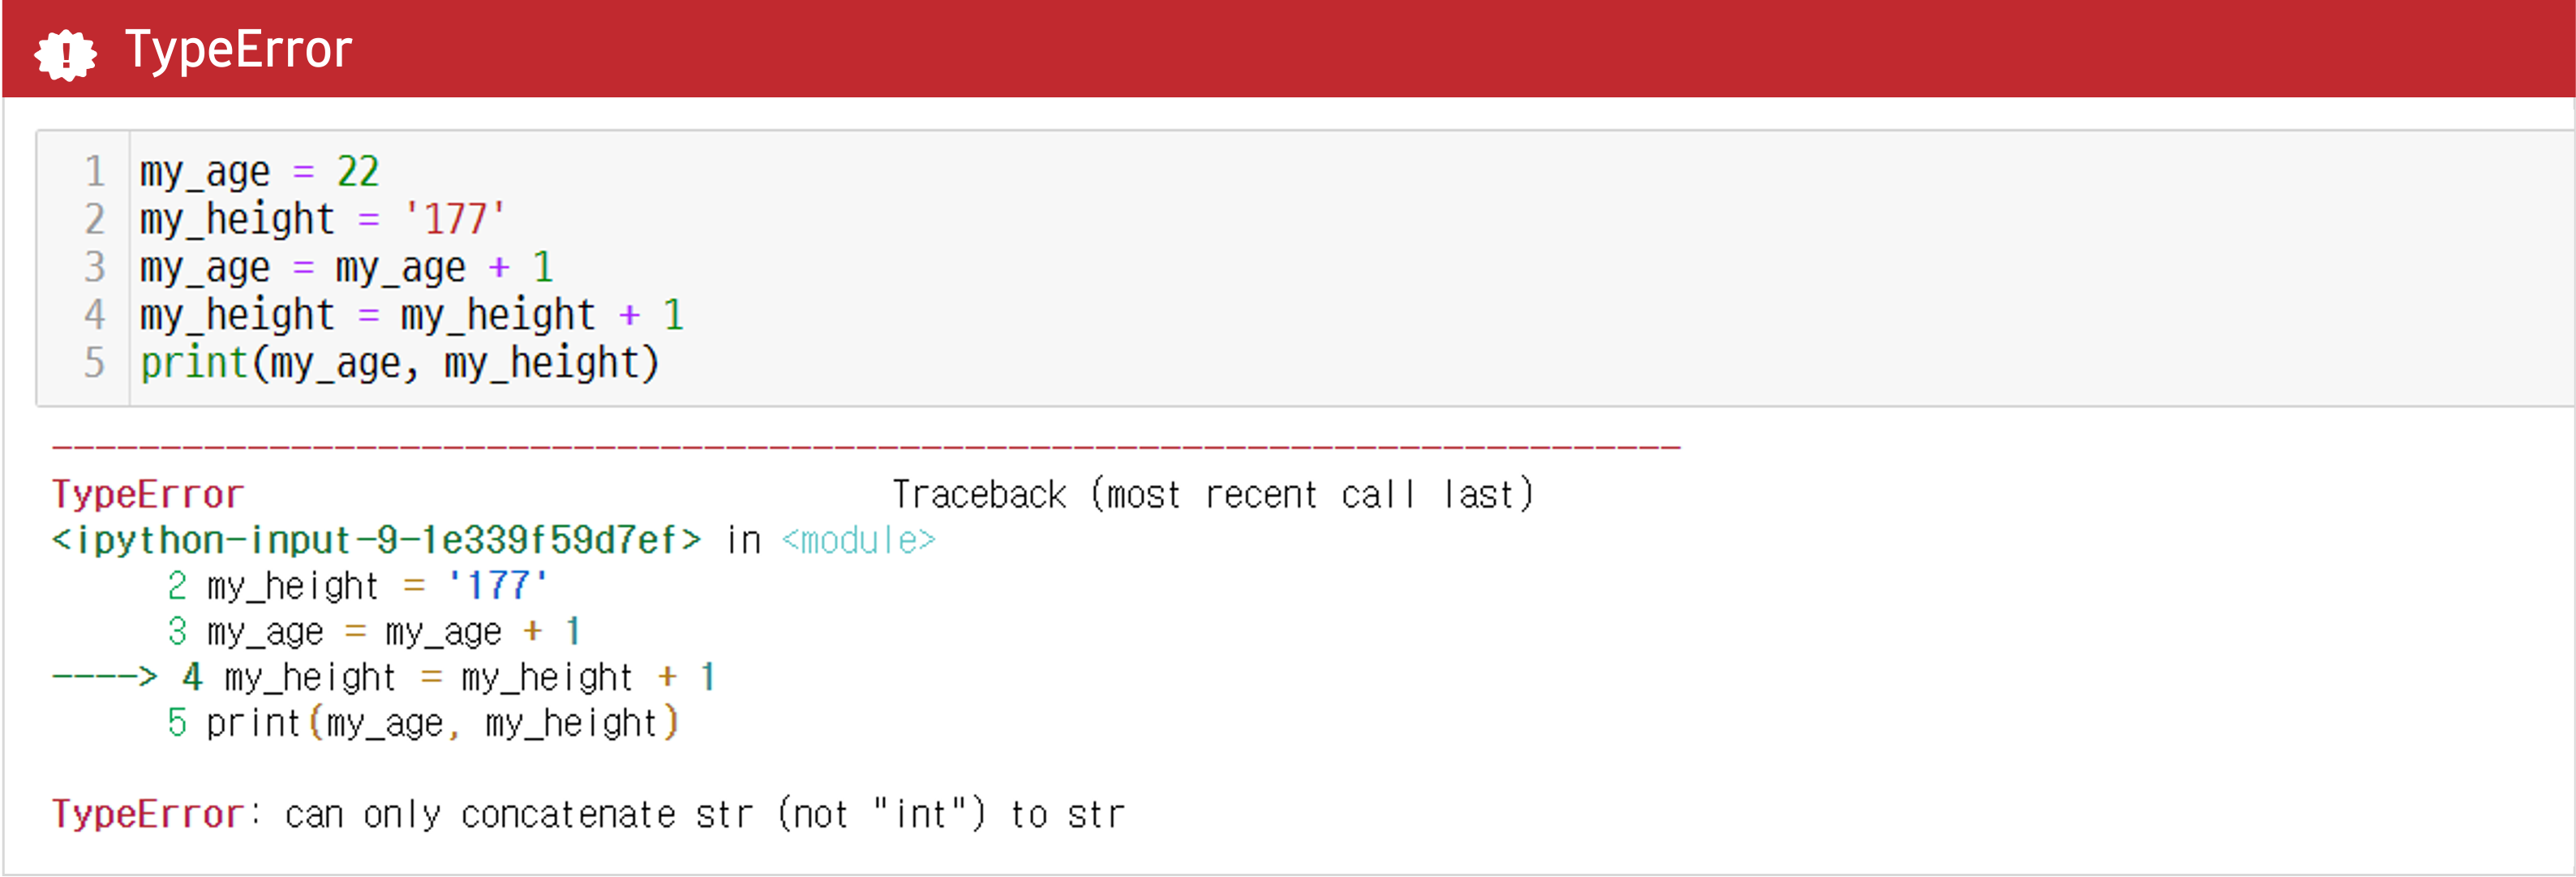 TypeError
1 my_age = 22
2 my_height = '177'
3 my_age = my_age + 1
4 my_height = my_height + 1
5 print(my_age, my_height)
---------------------------------------------------------------------------
TypeError Traceback (most recent call last)
<ipython-input-9-1e339f59d7ef> in <module>
2 my_height = '177'
3 my_age = my_age + 1
----> 4 my_height = my_height + 1
5 print(my_age, my_height)
TypeError: can only concatenate str (not "int") to str